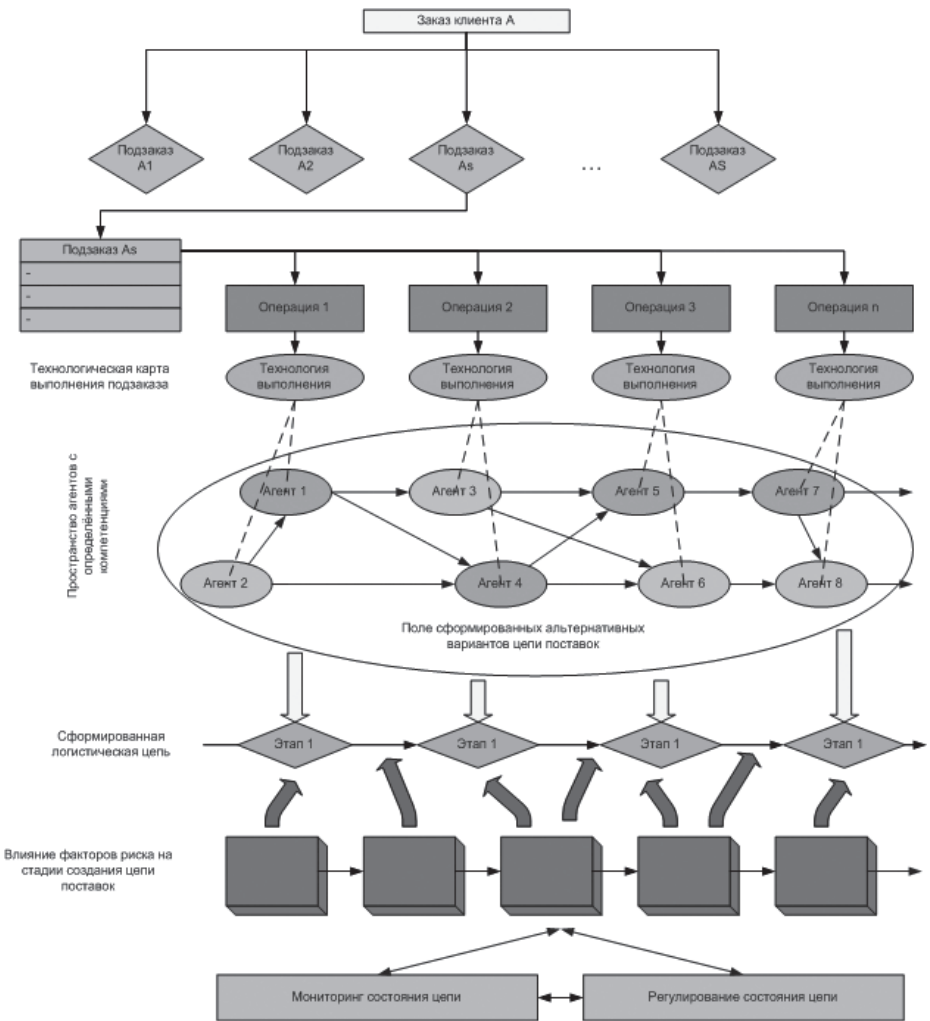 Заказ клиента А
Подзаказ
А1
Подзаказ
А2
Подзаказ
As
...
Подзаказ
AS
Подзаказ As
-
-
-
Операция 1
Операция 2
Операция 3
Операция n
Технологическая карта
выполнения подзаказа
Технология
выполнения
Технология
выполнения
Технология
выполнения
Технология
выполнения
Пространство агентов с
определёнными
компетенциями
Агент 1
Агент 3
Агент 5
Агент 7
Агент 2
Агент 4
Агент 6
Агент 8
Поле сформированных альтернативных
вариантов цепи поставок
Сформированная
логистическая цепь
Этап 1
Этап 1
Этап 1
Этап 1
Влияние факторов риска на
стадии создания цепи
поставок
Мониторинг состояния цепи
Регулирование состояния цепи